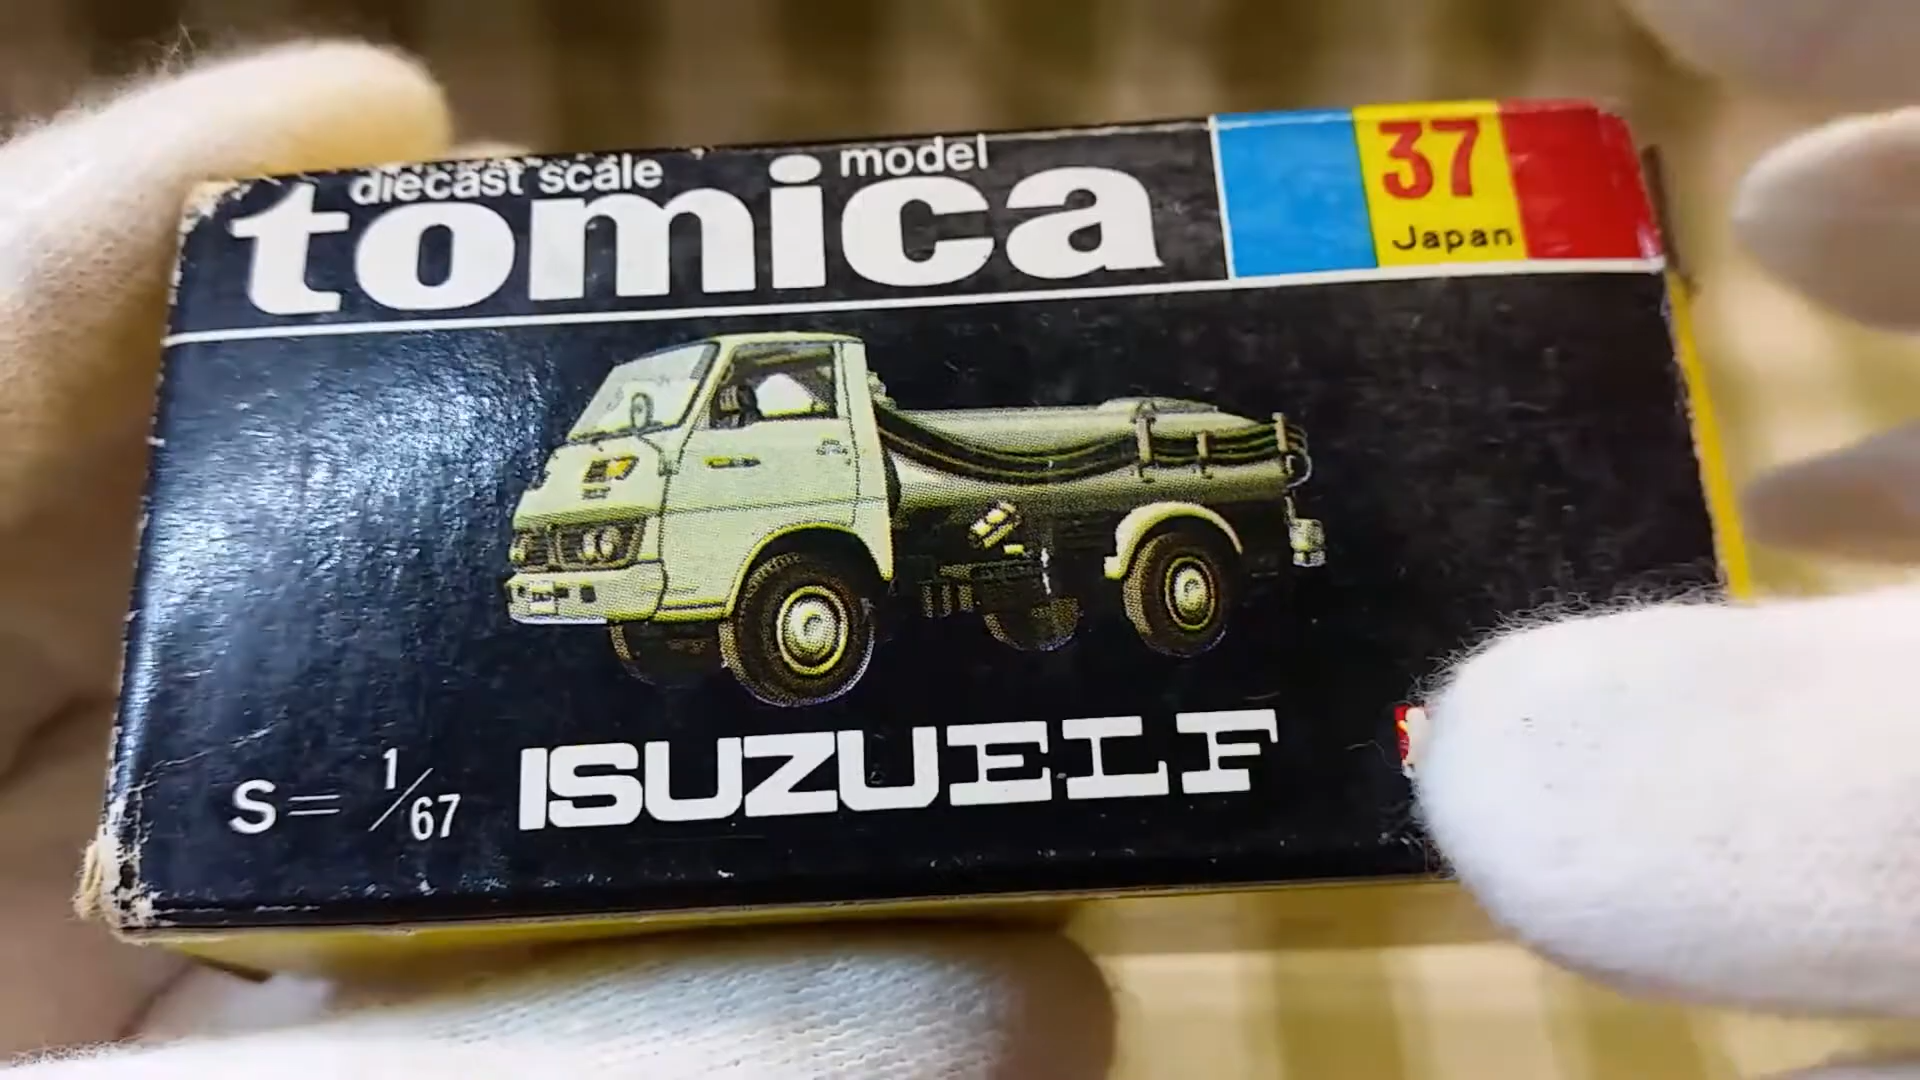 diecast scale model
tomica
37
Japan
S= 1/67
ISUZU ELF